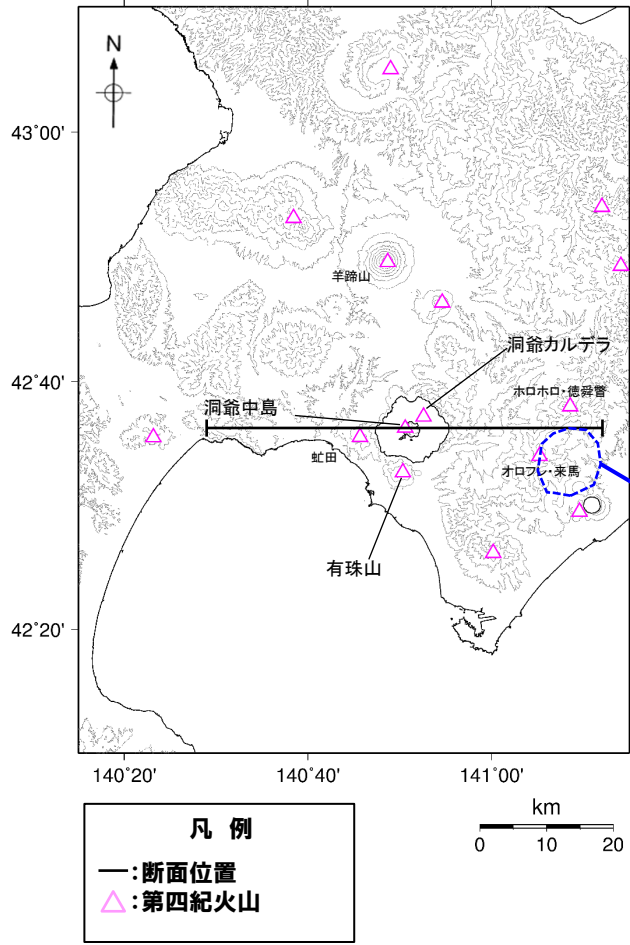 N
43°00'
羊蹄山
42°40'
洞爺カルデラ
ホロホロ・徳舜瞥
洞爺中島
虻田
オロフレ・来馬
有珠山
42°20'
140°20'
140°40'
141°00'
凡 例
:断面位置
:第四紀火山
km
0 10 20